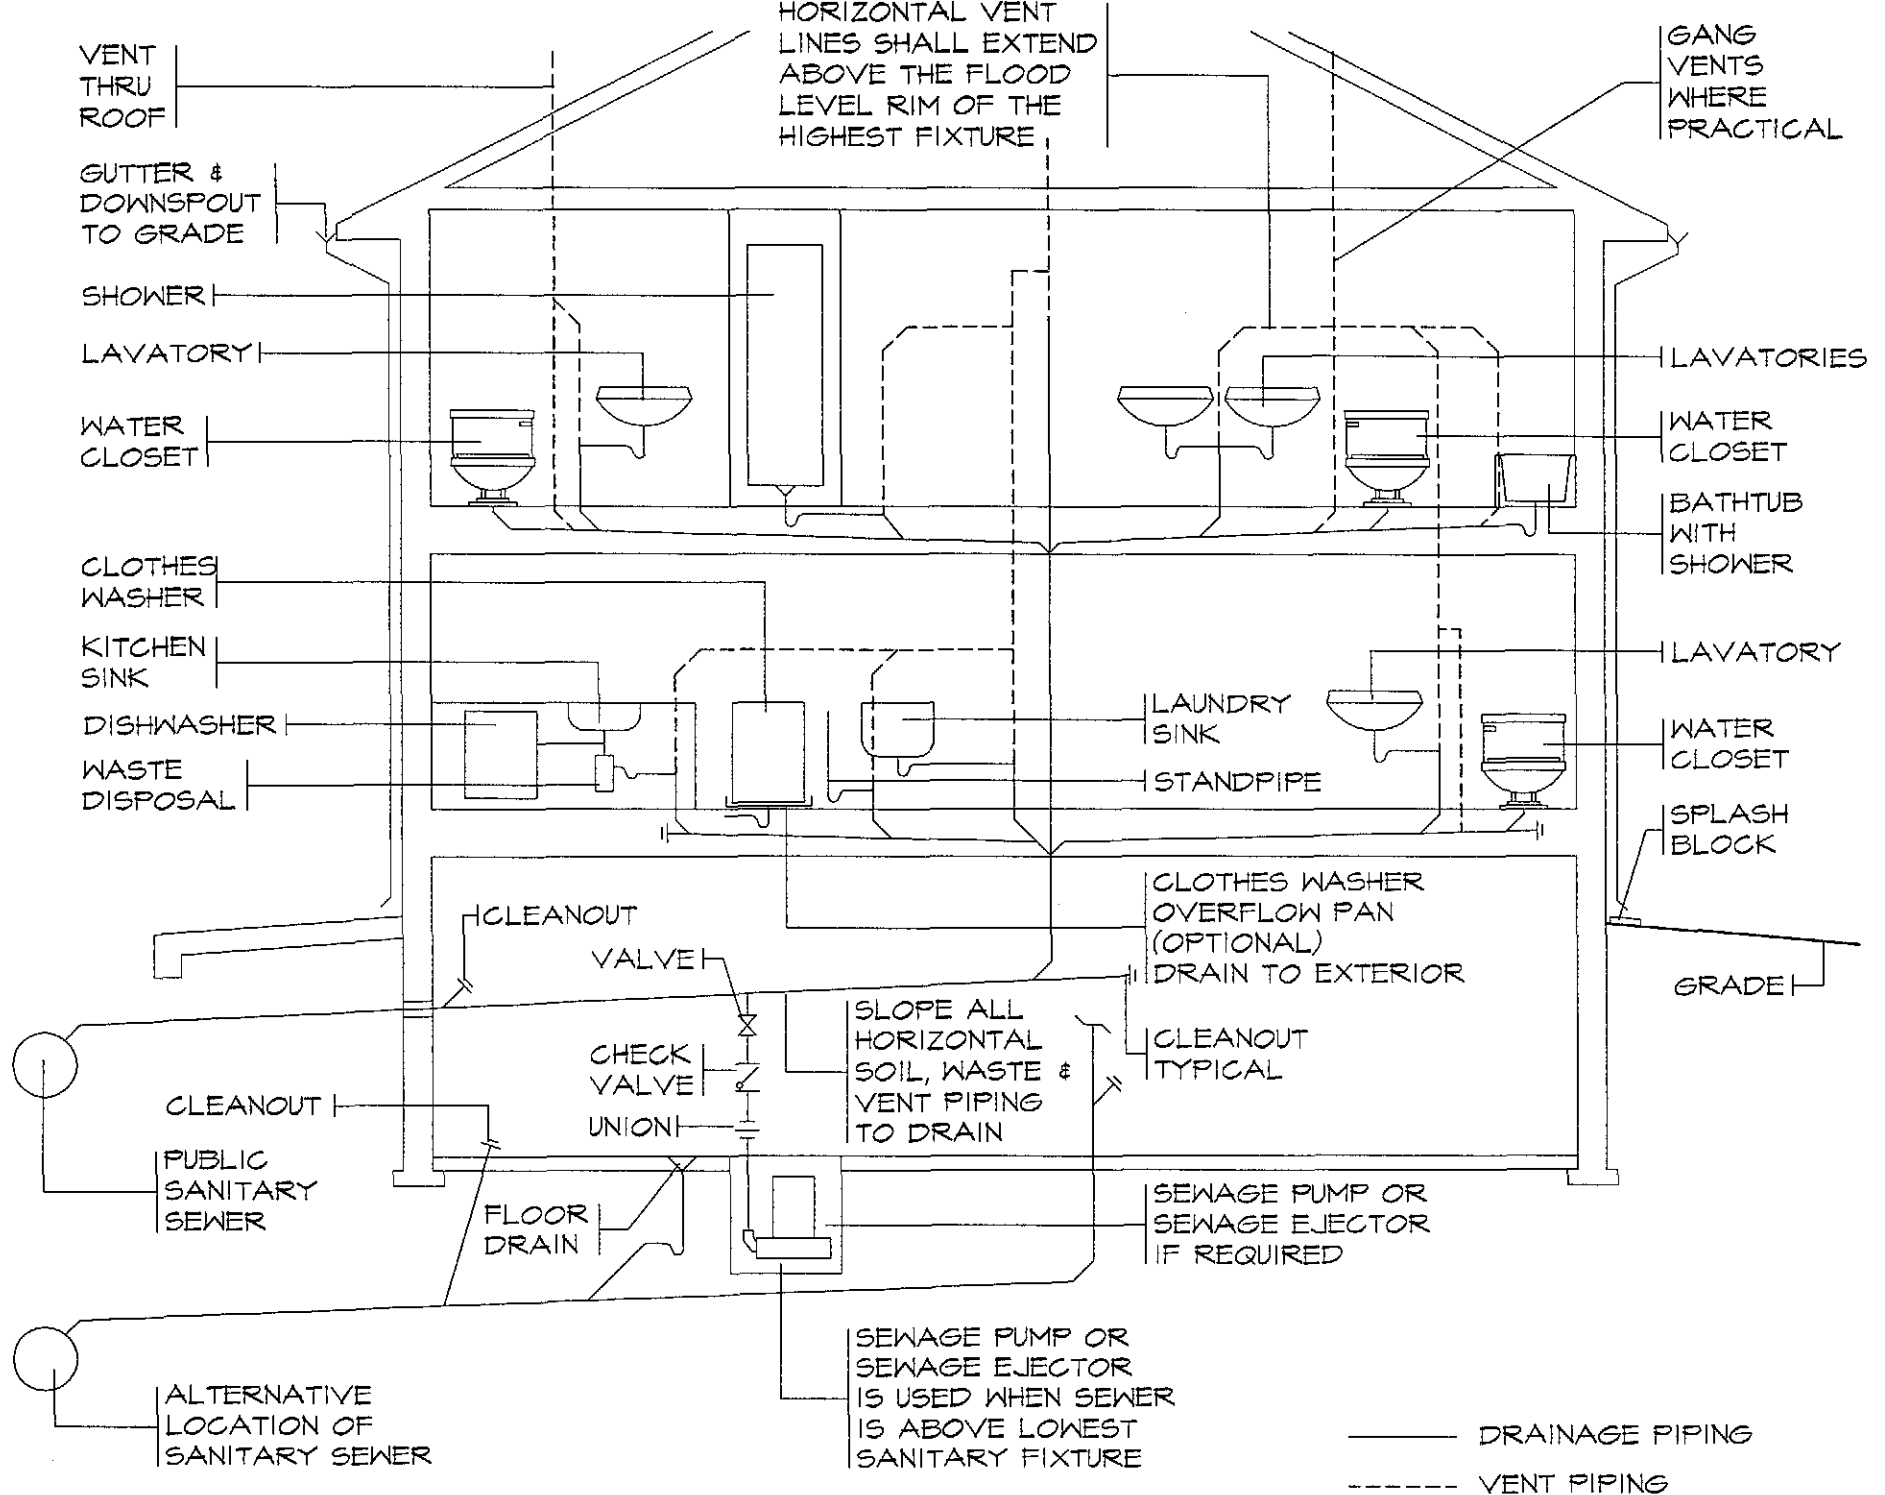 VENT
THRU
ROOF
HORIZONTAL VENT
LINES SHALL EXTEND
ABOVE THE FLOOD
LEVEL RIM OF THE
HIGHEST FIXTURE
GANG
VENTS
WHERE
PRACTICAL
GUTTER &
DOWNSPOUT
TO GRADE
SHOWER
LAVATORY
LAVATORIES
WATER
CLOSET
WATER
CLOSET
BATHTUB
WITH
SHOWER
CLOTHES
WASHER
KITCHEN
SINK
LAVATORY
DISHWASHER
LAUNDRY
SINK
WATER
CLOSET
WASTE
DISPOSAL
STANDPIPE
SPLASH
BLOCK
CLEANOUT
CLOTHES WASHER
OVERFLOW PAN
(OPTIONAL)
DRAIN TO EXTERIOR
VALVE
GRADE
SLOPE ALL
HORIZONTAL
SOIL, WASTE &
VENT PIPING
TO DRAIN
CLEANOUT
TYPICAL
CHECK
VALVE
CLEANOUT
UNION
PUBLIC
SANITARY
SEWER
FLOOR
DRAIN
SEWAGE PUMP OR
SEWAGE EJECTOR
IF REQUIRED
SEWAGE PUMP OR
SEWAGE EJECTOR
IS USED WHEN SEWER
IS ABOVE LOWEST
SANITARY FIXTURE
ALTERNATIVE
LOCATION OF
SANITARY SEWER
DRAINAGE PIPING
VENT PIPING